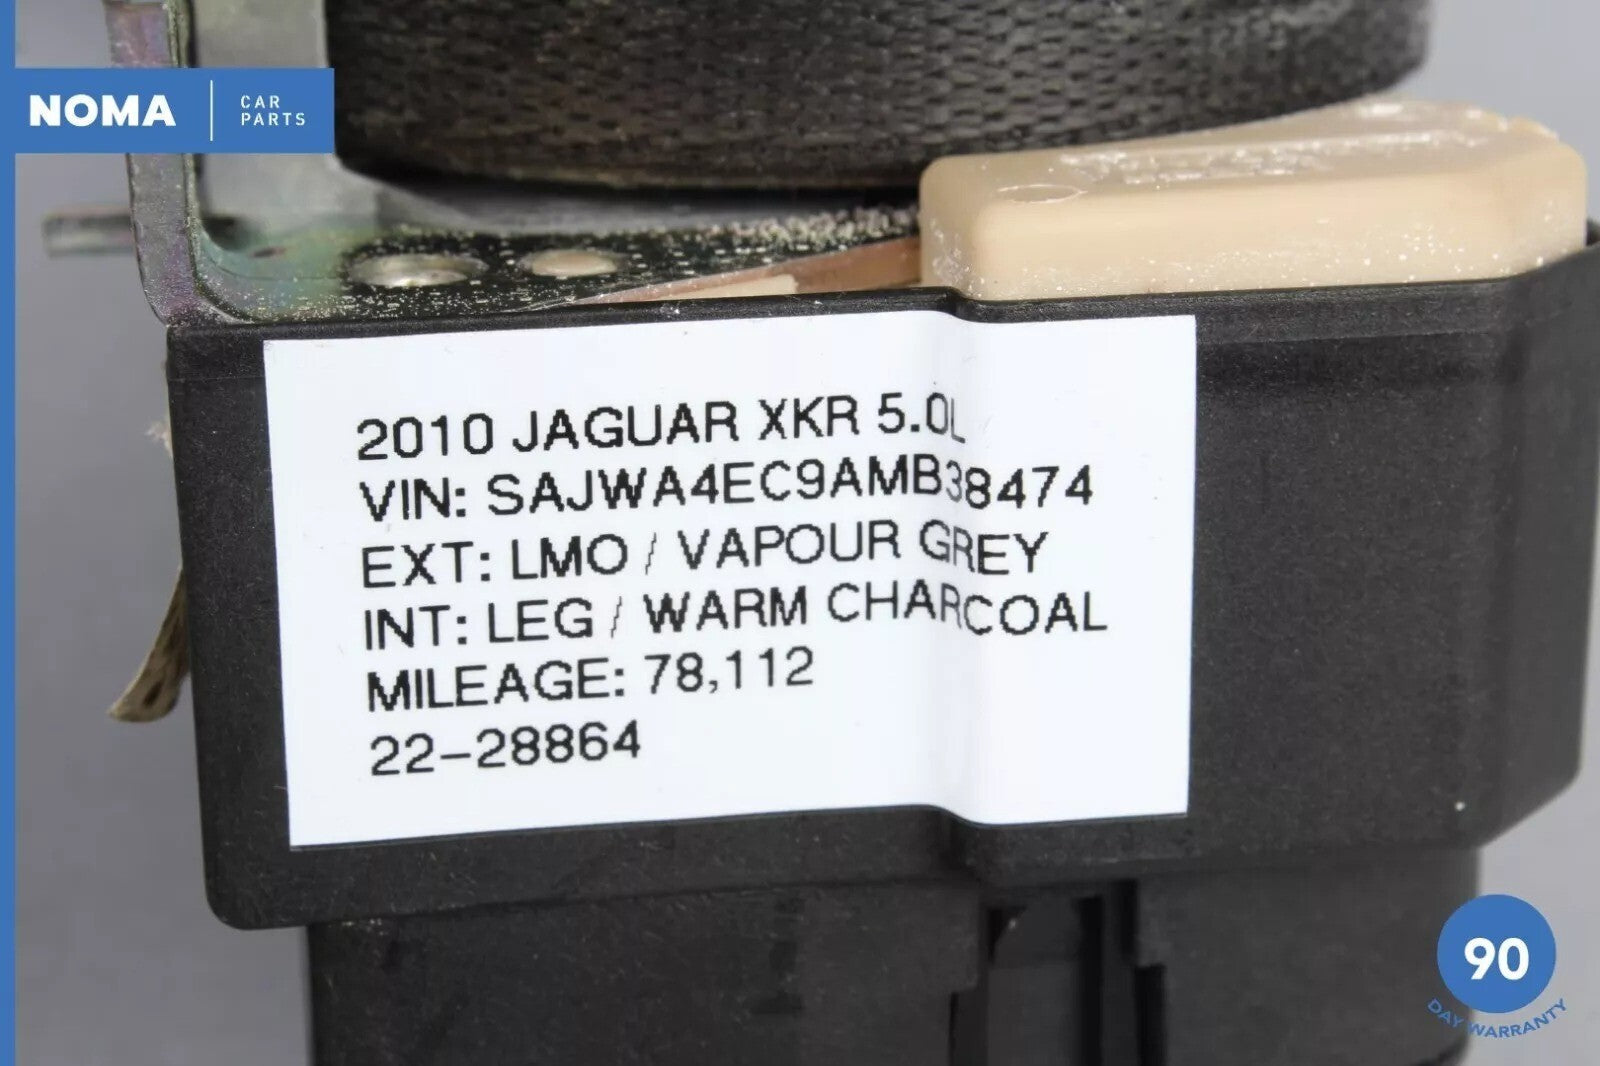 NOMA
CAR
PARTS
2010 JAGUAR XKR 5.0L
VIN: SAJWA4EC9AMB38474
EXT: LMO / VAPOUR GREY
INT: LEG / WARM CHARCOAL
MILEAGE: 78,112
22-28864
90
DAY WARRANTY